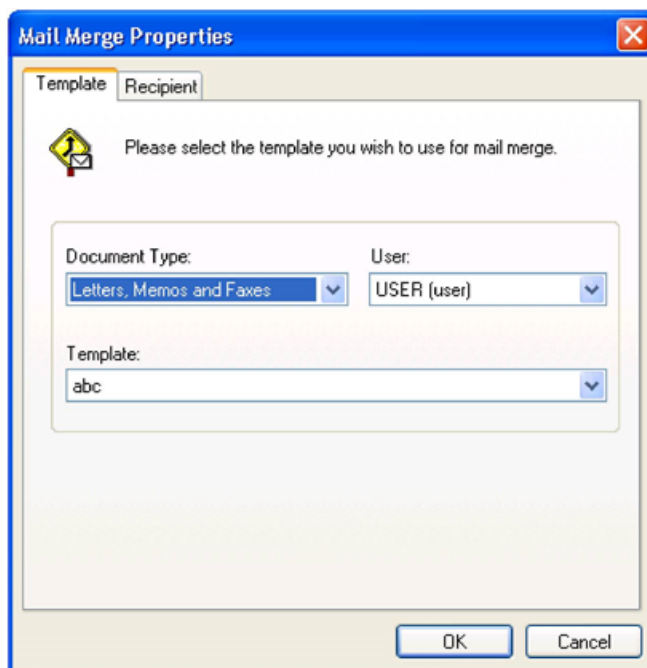 Mail Merge Properties
Template Recipient
Please select the template you wish to use for mail merge.
Document Type: User:
Letters, Memos and Faxes USER (user)
Template:
abc
OK Cancel